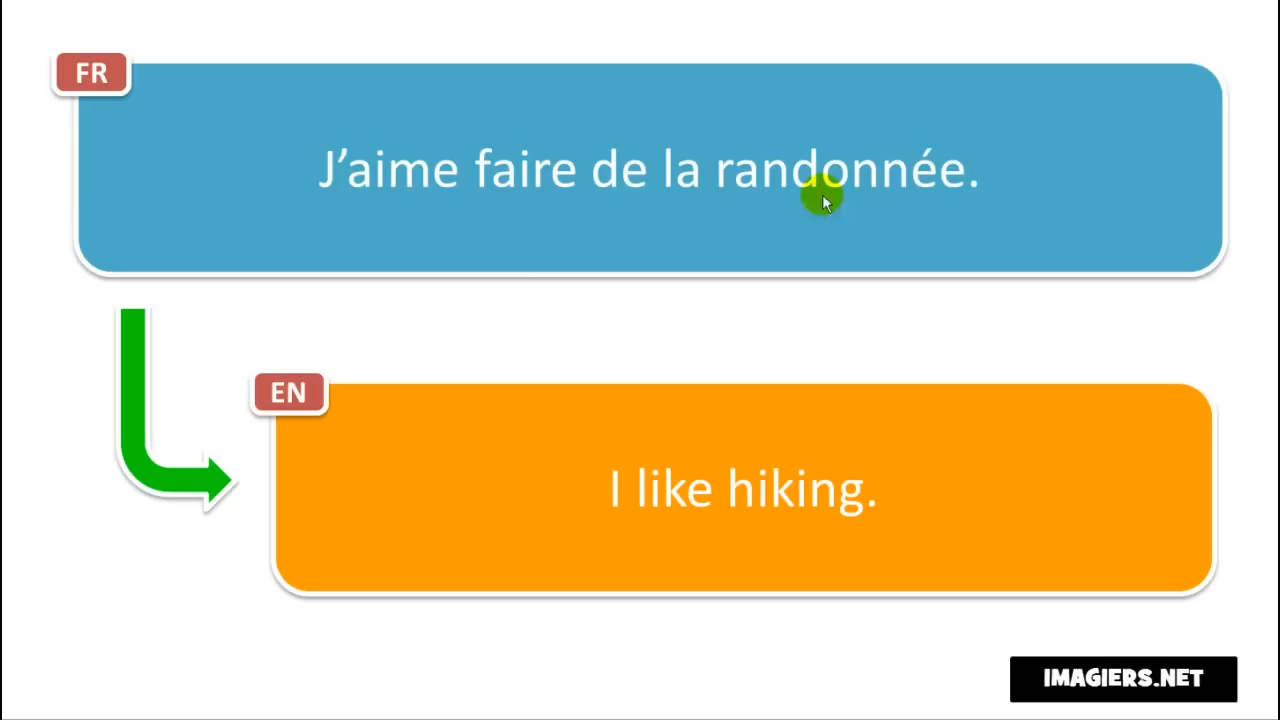 FR
J’aime faire de la randonnée.
EN
I like hiking.
IMAGIERS.NET